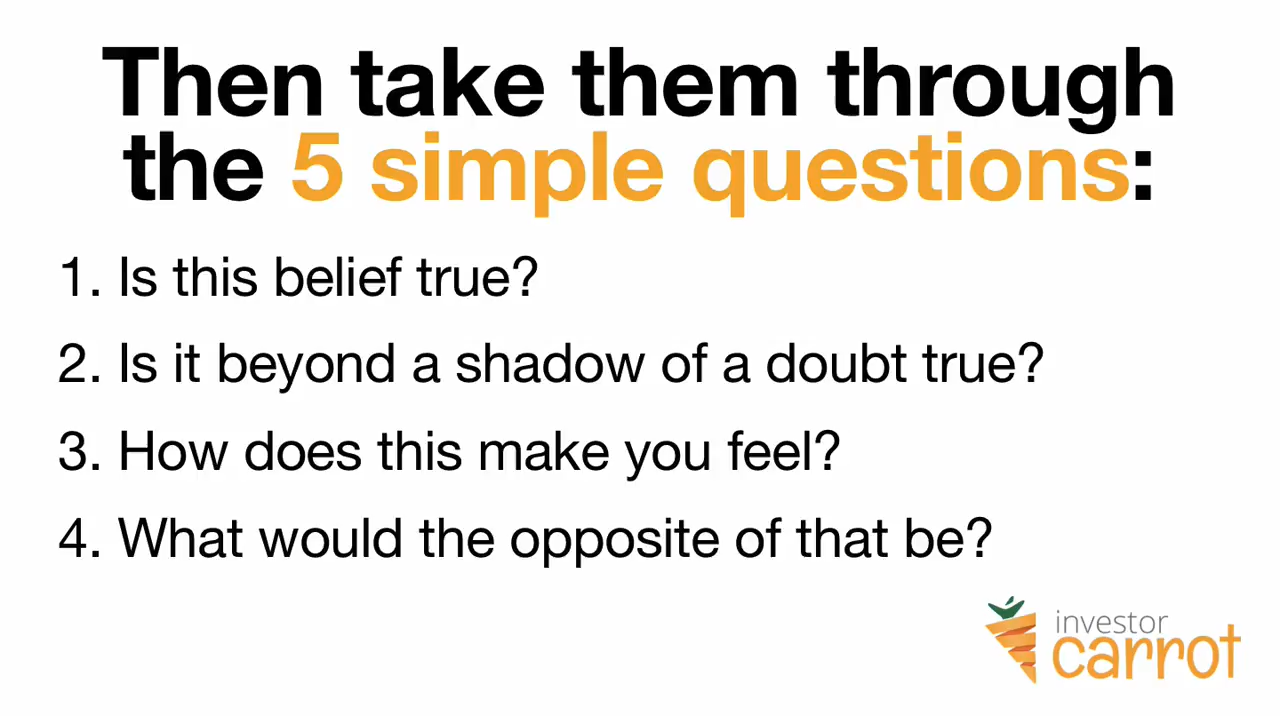 Then take them through
the 5 simple questions:
1. Is this belief true?
2. Is it beyond a shadow of a doubt true?
3. How does this make you feel?
4. What would the opposite of that be?
investor
carrot